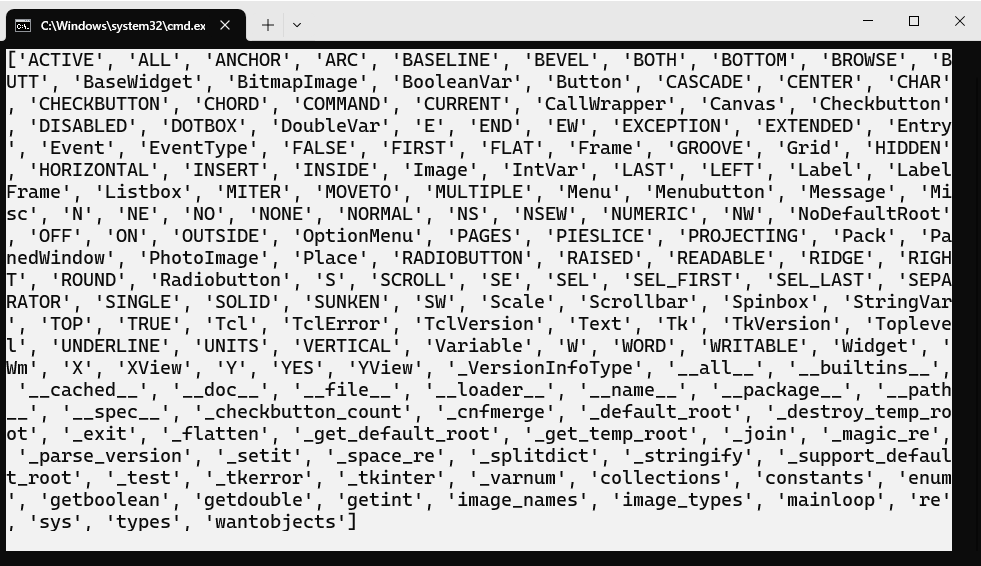 C:\Windows\system32\cmd.ex
['ACTIVE', 'ALL', 'ANCHOR', 'ARC', 'BASELINE', 'BEVEL', 'BOTH', 'BOTTOM', 'BROWSE', 'B
UTT', 'BaseWidget', 'BitmapImage', 'BooleanVar', 'Button', 'CASCADE', 'CENTER', 'CHAR'
, 'CHECKBUTTON', 'CHORD', 'COMMAND', 'CURRENT', 'CallWrapper', 'Canvas', 'Checkbutton'
, 'DISABLED', 'DOTBOX', 'DoubleVar', 'E', 'END', 'EW', 'EXCEPTION', 'EXTENDED', 'Entry
', 'Event', 'EventType', 'FALSE', 'FIRST', 'FLAT', 'Frame', 'GROOVE', 'Grid', 'HIDDEN'
, 'HORIZONTAL', 'INSERT', 'INSIDE', 'Image', 'IntVar', 'LAST', 'LEFT', 'Label', 'Label
Frame', 'Listbox', 'MITER', 'MOVETO', 'MULTIPLE', 'Menu', 'Menubutton', 'Message', 'Mi
sc', 'N', 'NE', 'NO', 'NONE', 'NORMAL', 'NS', 'NSEW', 'NUMERIC', 'NW', 'NoDefaultRoot'
, 'OFF', 'ON', 'OUTSIDE', 'OptionMenu', 'PAGES', 'PIESLICE', 'PROJECTING', 'Pack', 'Pa
nedWindow', 'PhotoImage', 'Place', 'RADIOBUTTON', 'RAISED', 'READABLE', 'RIDGE', 'RIGH
T', 'ROUND', 'Radiobutton', 'S', 'SCROLL', 'SE', 'SEL', 'SEL_FIRST', 'SEL_LAST', 'SEPA
RATOR', 'SINGLE', 'SOLID', 'SUNKEN', 'SW', 'Scale', 'Scrollbar', 'Spinbox', 'StringVar
', 'TOP', 'TRUE', 'Tcl', 'TclError', 'TclVersion', 'Text', 'Tk', 'TkVersion', 'Topleve
l', 'UNDERLINE', 'UNITS', 'VERTICAL', 'Variable', 'W', 'WORD', 'WRITABLE', 'Widget', '
Wm', 'X', 'XView', 'Y', 'YES', 'YView', '_VersionInfoType', '__all__', '__builtins__',
 '__cached__', '__doc__', '__file__', '__loader__', '__name__', '__package__', '__path
__', '__spec__', '_checkbutton_count', '_cnfmerge', '_default_root', '_destroy_temp_ro
ot', '_exit', '_flatten', '_get_default_root', '_get_temp_root', '_join', '_magic_re',
 '_parse_version', '_setit', '_space_re', '_splitdict', '_stringify', '_support_defaul
t_root', '_test', '_tkerror', '_tkinter', '_varnum', 'collections', 'constants', 'enum
', 'getboolean', 'getdouble', 'getint', 'image_names', 'image_types', 'mainloop', 're'
, 'sys', 'types', 'wantobjects']